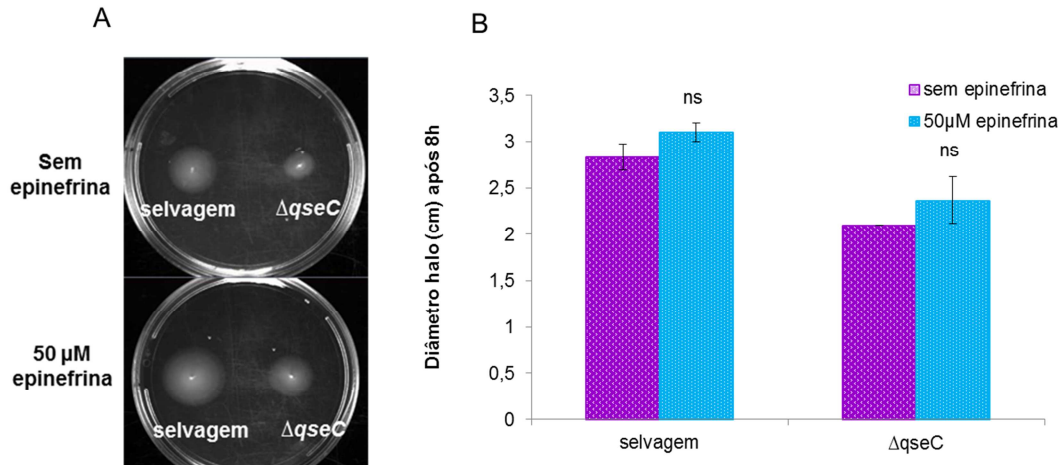 A
Sem
epinefrina
selvagem
ΔqseC
50 µM
epinefrina
selvagem
ΔqseC
B
sem epinefrina
50µM epinefrina
Diâmetro halo (cm) após 8h
3,5
3
2,5
2
1,5
1
0,5
0
ns
ns
selvagem
ΔqseC